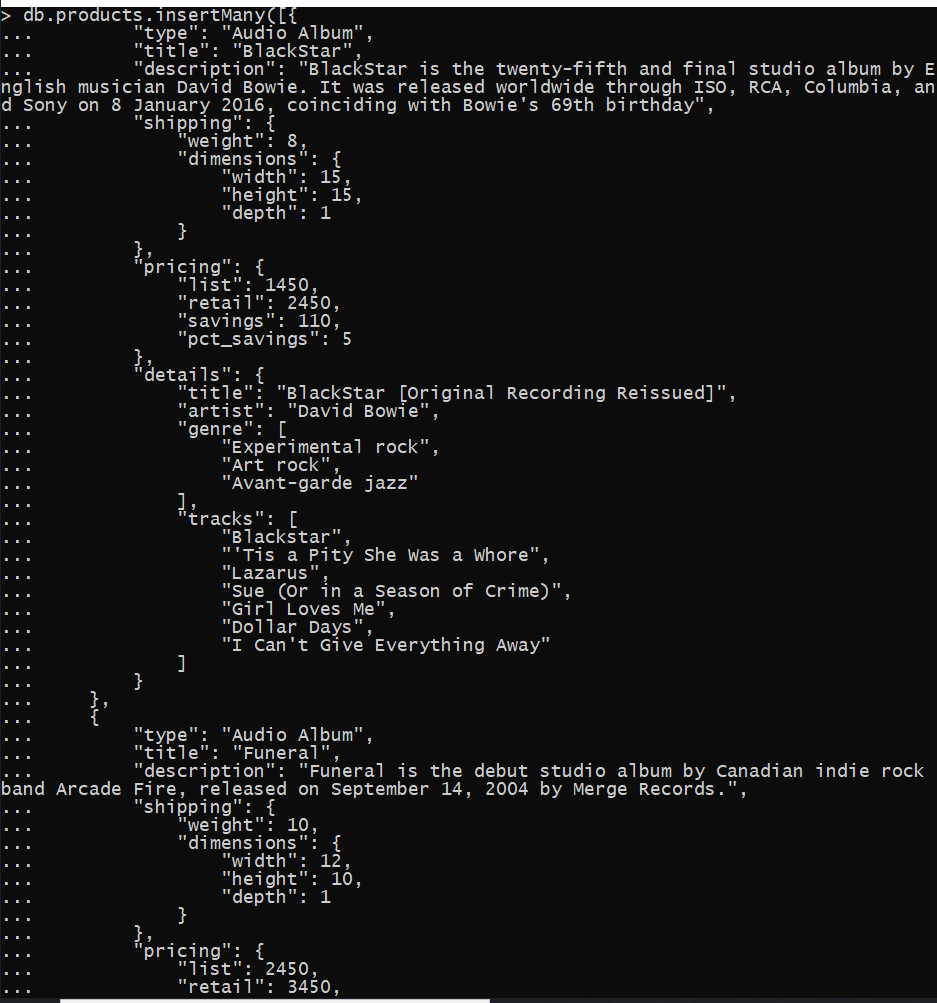 > db.products.insertMany([{
...         "type": "Audio Album",
...         "title": "BlackStar",
...         "description": "BlackStar is the twenty-fifth and final studio album by E
nglish musician David Bowie. It was released worldwide through ISO, RCA, Columbia, an
d Sony on 8 January 2016, coinciding with Bowie's 69th birthday",
...         "shipping": {
...             "weight": 8,
...             "dimensions": {
...                 "width": 15,
...                 "height": 15,
...                 "depth": 1
...             }
...         },
...         "pricing": {
...             "list": 1450,
...             "retail": 2450,
...             "savings": 110,
...             "pct_savings": 5
...         },
...         "details": {
...             "title": "BlackStar [Original Recording Reissued]",
...             "artist": "David Bowie",
...             "genre": [
...                 "Experimental rock",
...                 "Art rock",
...                 "Avant-garde jazz"
...             ],
...             "tracks": [
...                 "Blackstar",
...                 "'Tis a Pity She Was a Whore",
...                 "Lazarus",
...                 "Sue (Or in a Season of Crime)",
...                 "Girl Loves Me",
...                 "Dollar Days",
...                 "I Can't Give Everything Away"
...             ]
...         }
...     },
...     {
...         "type": "Audio Album",
...         "title": "Funeral",
...         "description": "Funeral is the debut studio album by Canadian indie rock
band Arcade Fire, released on September 14, 2004 by Merge Records.",
...         "shipping": {
...             "weight": 10,
...             "dimensions": {
...                 "width": 12,
...                 "height": 10,
...                 "depth": 1
...             }
...         },
...         "pricing": {
...             "list": 2450,
...             "retail": 3450,